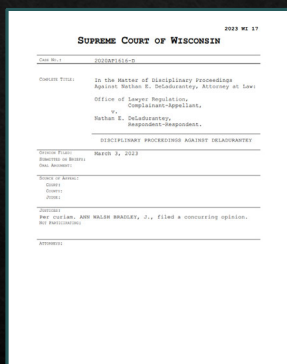 2023 WI 17
SUPREME COURT OF WISCONSIN
CASE NO.: 2020AP1616-D
COMPLETE TITLE: In the Matter of Disciplinary Proceedings
Against Nathan E. DeLadurantey, Attorney at Law:
Office of Lawyer Regulation,
Complainant-Appellant,
v.
Nathan E. DeLadurantey,
Respondent-Respondent.
DISCIPLINARY PROCEEDINGS AGAINST DELADURANTEY
OPINION FILED: March 3, 2023
SUBMITTED ON BRIEFS:
ORAL ARGUMENT:
SOURCE OF APPEAL:
COURT:
COUNTY:
JUDGE:
JUSTICES:
Per curiam. ANN WALSH BRADLEY, J., filed a concurring opinion.
NOT PARTICIPATING:
ATTORNEYS: